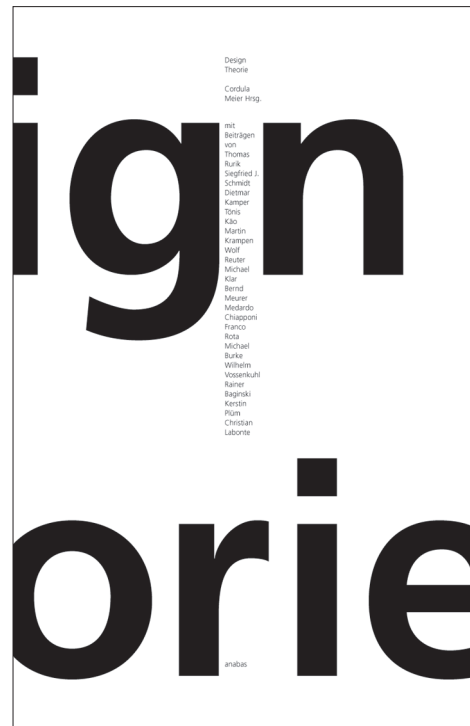 Design
Theorie
Cordula
Meier Hrsg.
mit
Beiträgen
von
Thomas
Rurik
Siegfried J.
Schmidt
Dietmar
Kamper
Tönis
Käo
Martin
Krampen
Wolf
Reuter
Michael
Klar
Bernd
Meurer
Medardo
Chiapponi
Franco
Rota
Michael
Burke
Wilhelm
Vossenkuhl
Rainer
Baginski
Kerstin
Plüm
Christian
Labonte
ign
orie
anabas